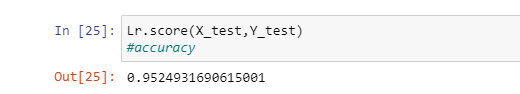 In [25]: Lr.score(X_test,Y_test)
#accuracy
Out[25]: 0.9524931690615001